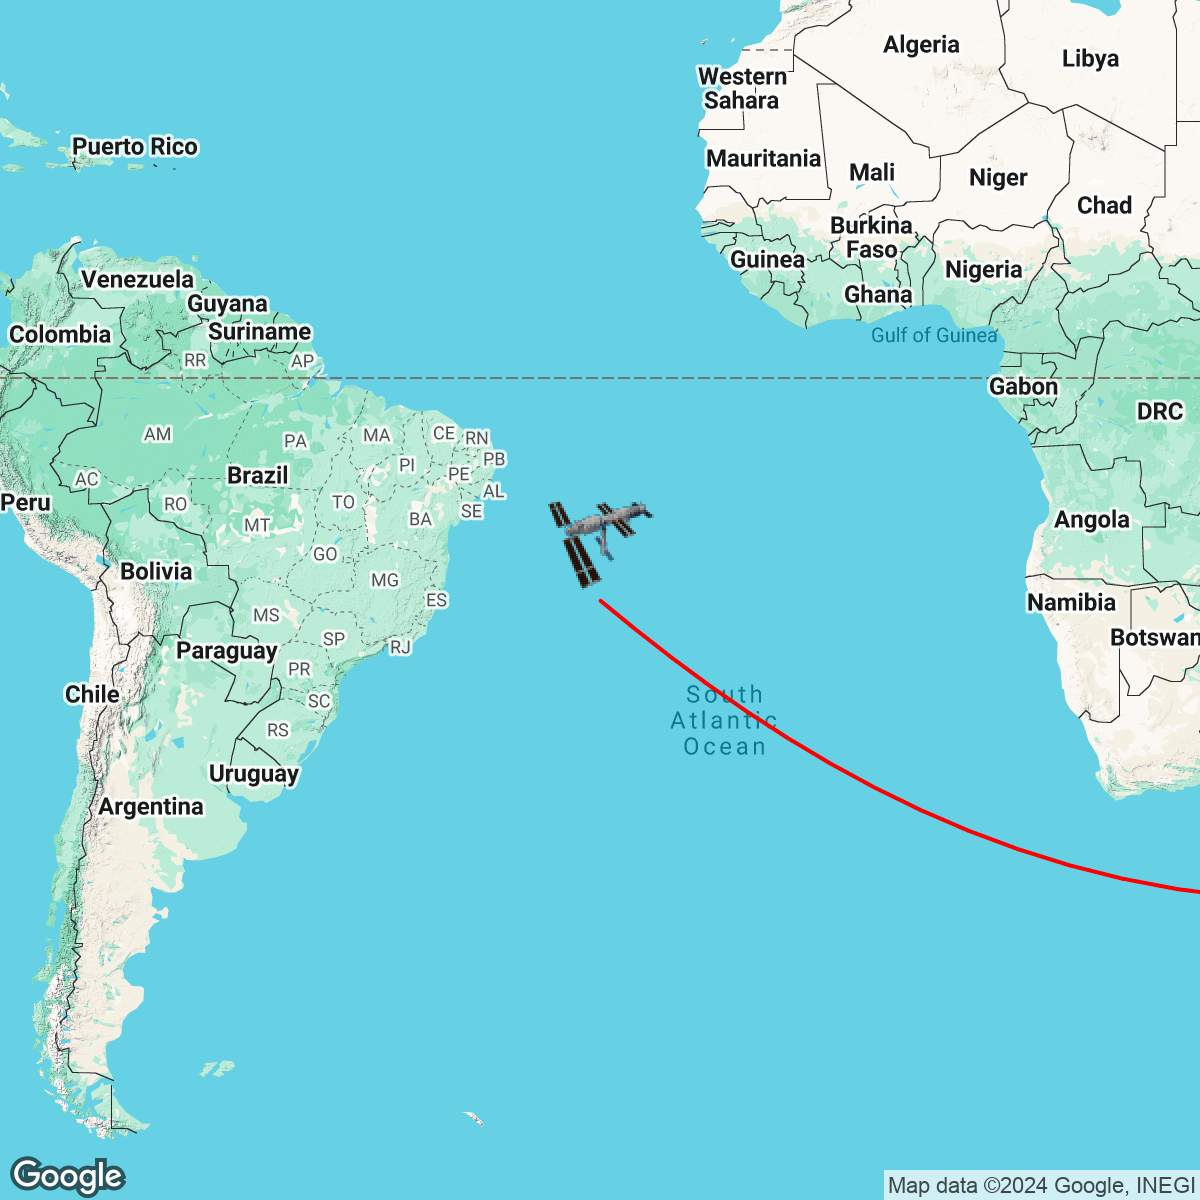 Algeria
Libya
Western
Sahara
Puerto Rico
Mauritania
Mali
Niger
Chad
Burkina
Faso
Guinea
Nigeria
Venezuela
Ghana
Guyana
Colombia
Suriname
Gulf of Guinea
RR
AP
Gabon
DRC
AM
PA
MA
CE
RN
PI
PE
PB
Brazil
AC
TO
AL
Peru
RO
MT
BA
SE
Angola
GO
Bolivia
MG
ES
Namibia
MS
SP
RJ
Botswan
Paraguay
PR
Chile
SC
South
Atlantic
Ocean
RS
Uruguay
Argentina
Google
Map data ©2024 Google, INEGI